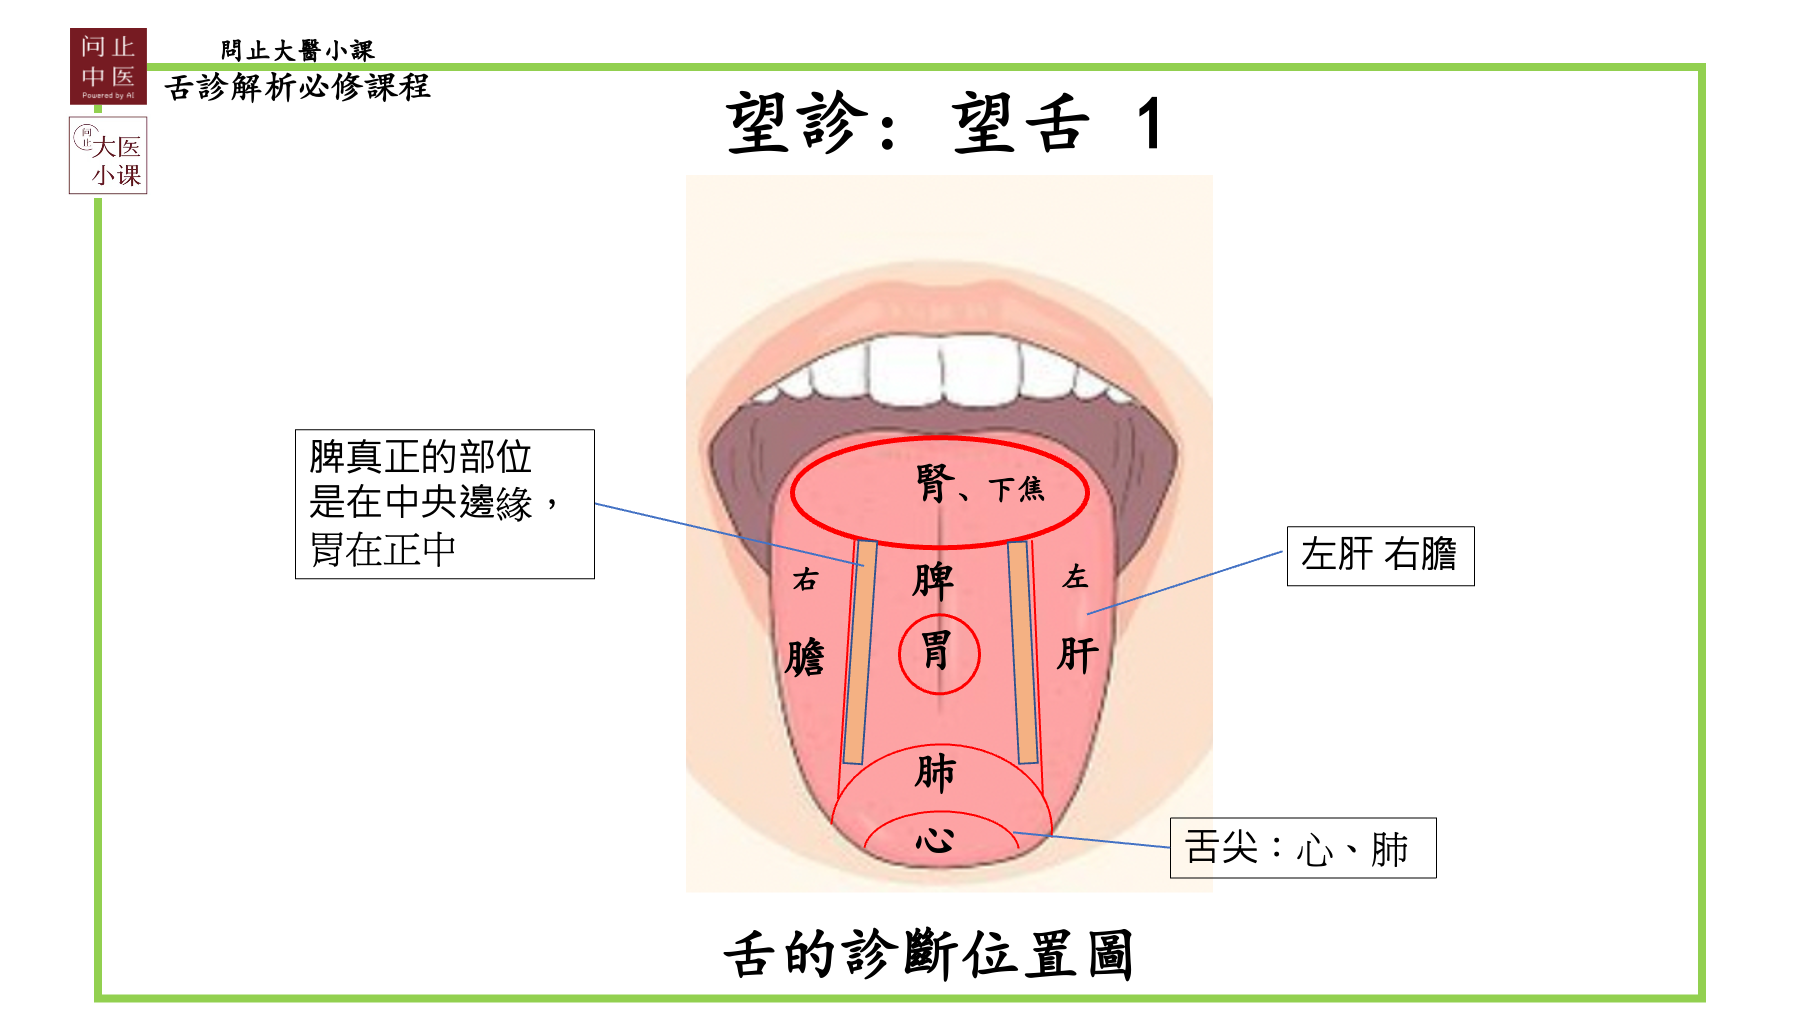 问止
中医
Powered by AI
问止
大医
小课
問止大醫小課
舌診解析必修課程
望診：望舌 1
腎、下焦
脾真正的部位
是在中央邊緣，
胃在正中
右
膽
脾
胃
左
肝
左肝 右膽
肺
心
舌尖：心、肺
舌的診斷位置圖